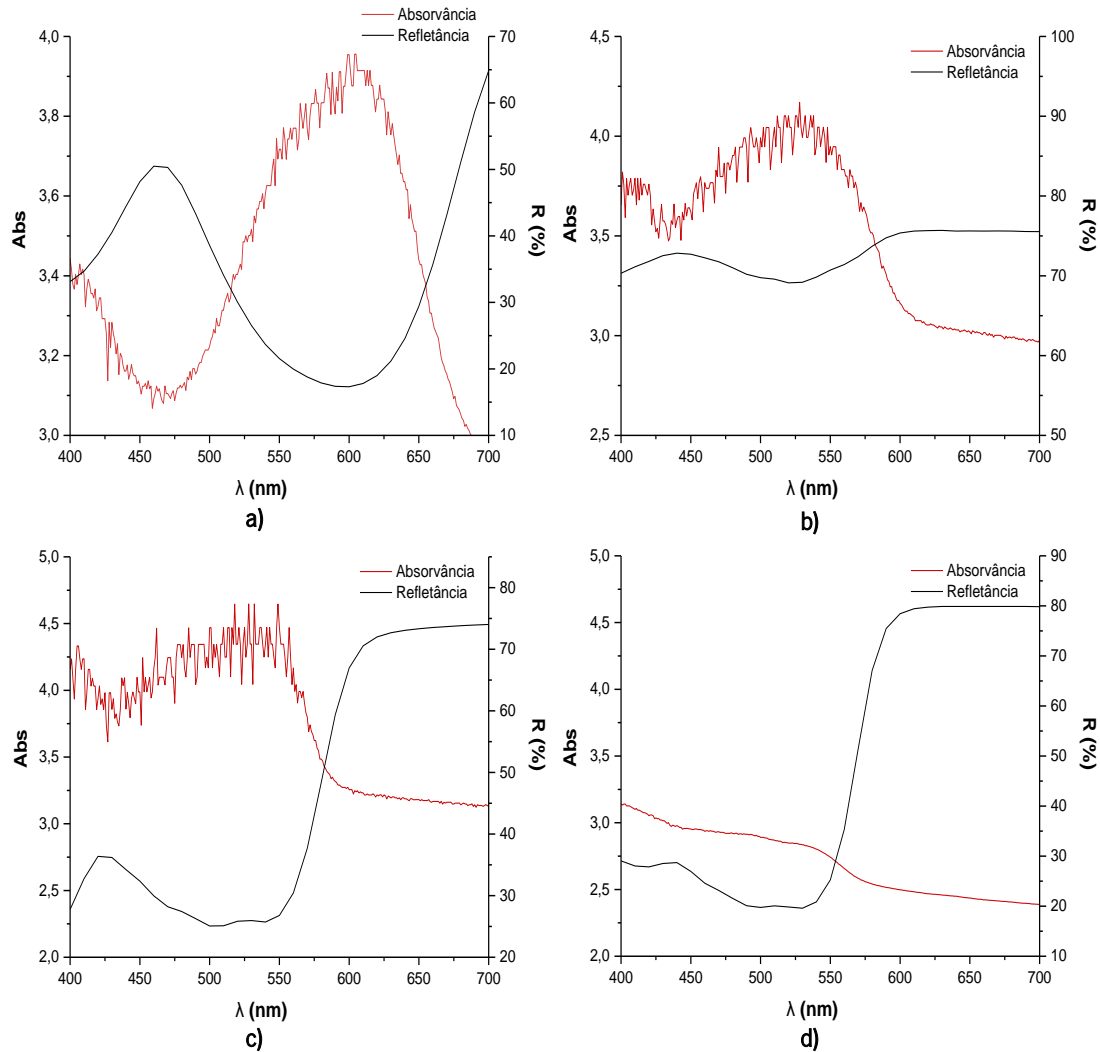 Absorvância
Refletância
4,0
3,8
3,6
3,4
3,2
3,0
Abs
70
60
50
40
30
20
10
R (%)
400 450 500 550 600 650 700
λ (nm)
a)
Absorvância
Refletância
4,5
4,0
3,5
3,0
2,5
Abs
100
90
80
70
60
50
R (%)
400 450 500 550 600 650 700
λ (nm)
b)
Absorvância
Refletância
5,0
4,5
4,0
3,5
3,0
2,5
2,0
Abs
80
70
60
50
40
30
20
R (%)
400 450 500 550 600 650 700
λ (nm)
c)
Absorvância
Refletância
5,0
4,5
4,0
3,5
3,0
2,5
2,0
Abs
90
80
70
60
50
40
30
20
10
R (%)
400 450 500 550 600 650 700
λ (nm)
d)